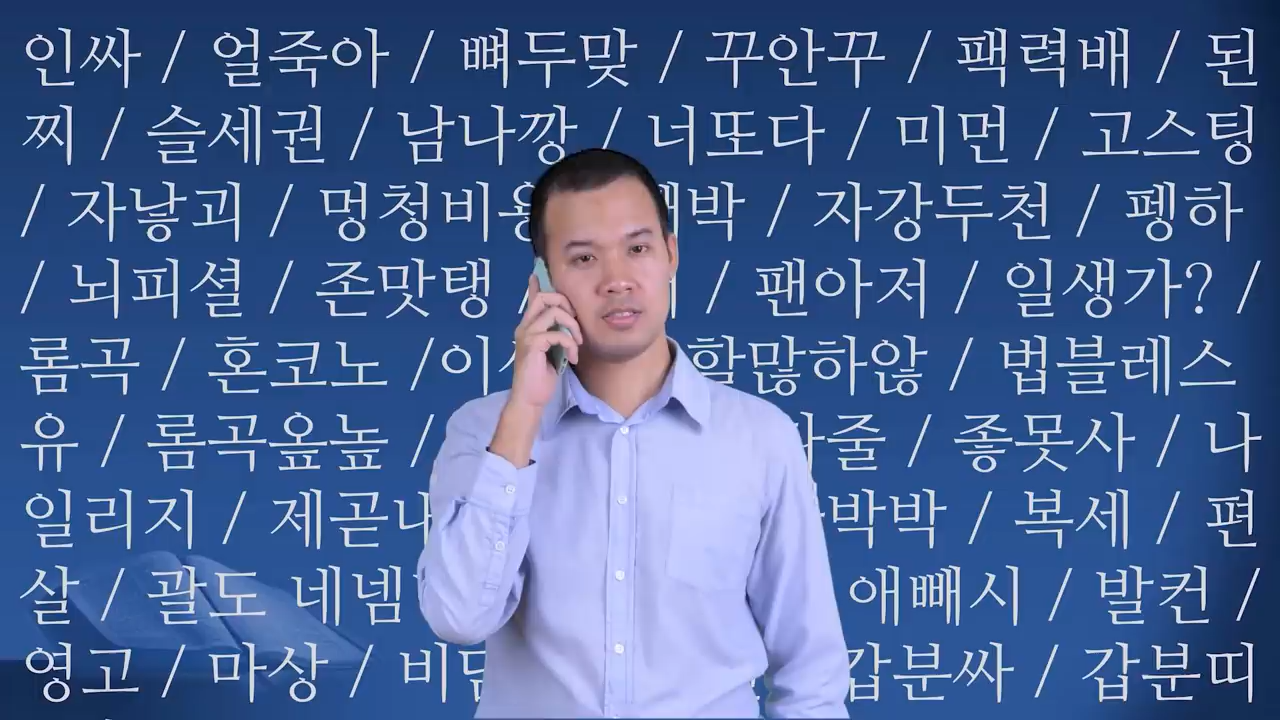 인싸 / 얼죽아 / 뼈두맞 / 꾸안꾸 / 팩력배 / 된
찌 / 슬세권 / 남나깡 / 너또다 / 미먼 / 고스팅
/ 자낳괴 / 멍청비용 / 자강두천 / 펭하
/ 뇌피셜 / 존맛탱 / 팬아저 / 일생가? /
롬곡 / 혼코노 / 할많하않 / 법블레스
유 / 롬곡옾높 / / 좋못사 / 나
일리지 / 제곧내 / 복세 / 편
살 / 괄도 네넴 애빼시 / 발컨 /
영고 / 마상 / 갑분싸 / 갑분띠